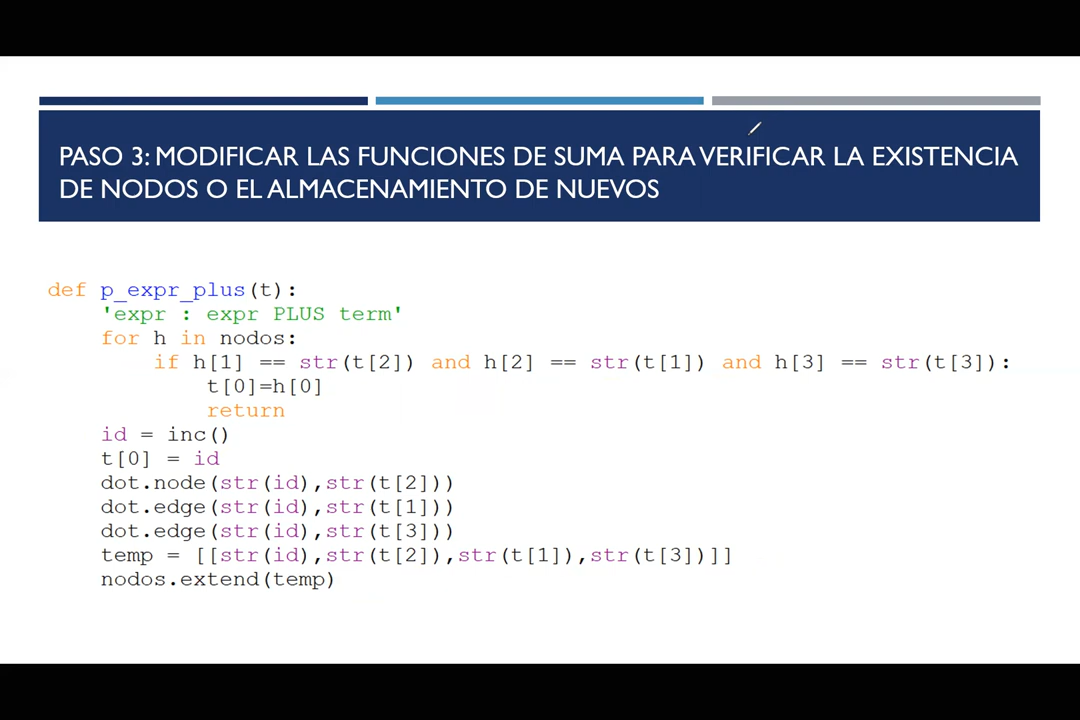 PASO 3: MODIFICAR LAS FUNCIONES DE SUMA PARA VERIFICAR LA EXISTENCIA
DE NODOS O EL ALMACENAMIENTO DE NUEVOS
def p_expr_plus(t):
    'expr : expr PLUS term'
    for h in nodos:
        if h[1] == str(t[2]) and h[2] == str(t[1]) and h[3] == str(t[3]):
            t[0]=h[0]
            return
    id = inc()
    t[0] = id
    dot.node(str(id),str(t[2]))
    dot.edge(str(id),str(t[1]))
    dot.edge(str(id),str(t[3]))
    temp = [[str(id),str(t[2]),str(t[1]),str(t[3])]]
    nodos.extend(temp)